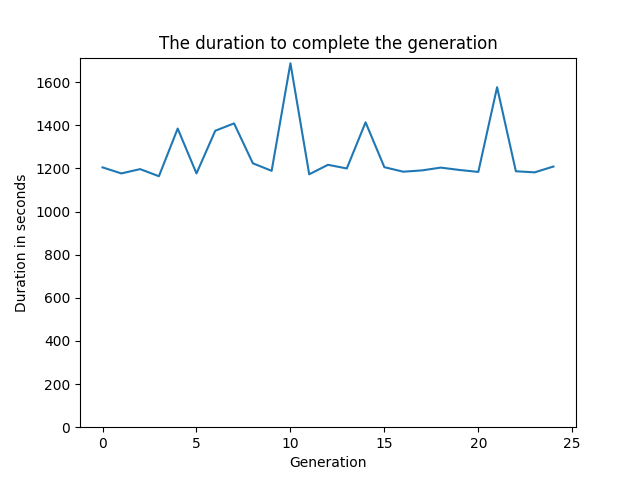 The duration to complete the generation
Duration in seconds
1600
1400
1200
1000
800
600
400
200
0
0 5 10 15 20 25
Generation